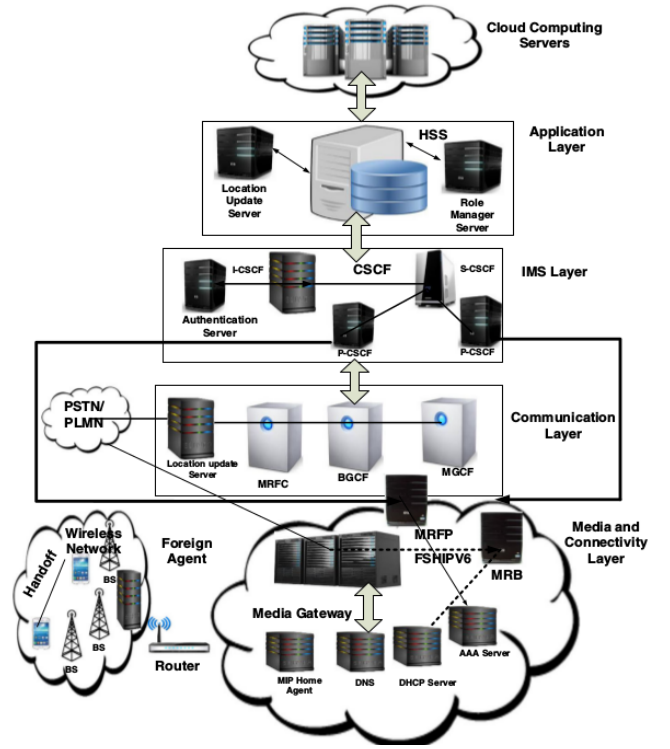 Cloud Computing
Servers
HSS
Application
Layer
Location
Update
Server
Role
Manager
Server
I-CSCF
CSCF
S-CSCF
IMS Layer
Authentication
Server
P-CSCF
P-CSCF
PSTN/
PLMN
Communication
Layer
Location update
Server
MRFC
BGCF
MGCF
Wireless
Network
Handoff
BS
BS
BS
Foreign
Agent
Router
MRFP
FSHIPV6
MRB
Media and
Connectivity
Layer
Media Gateway
MIP Home
Agent
DNS
DHCP Server
AAA Server